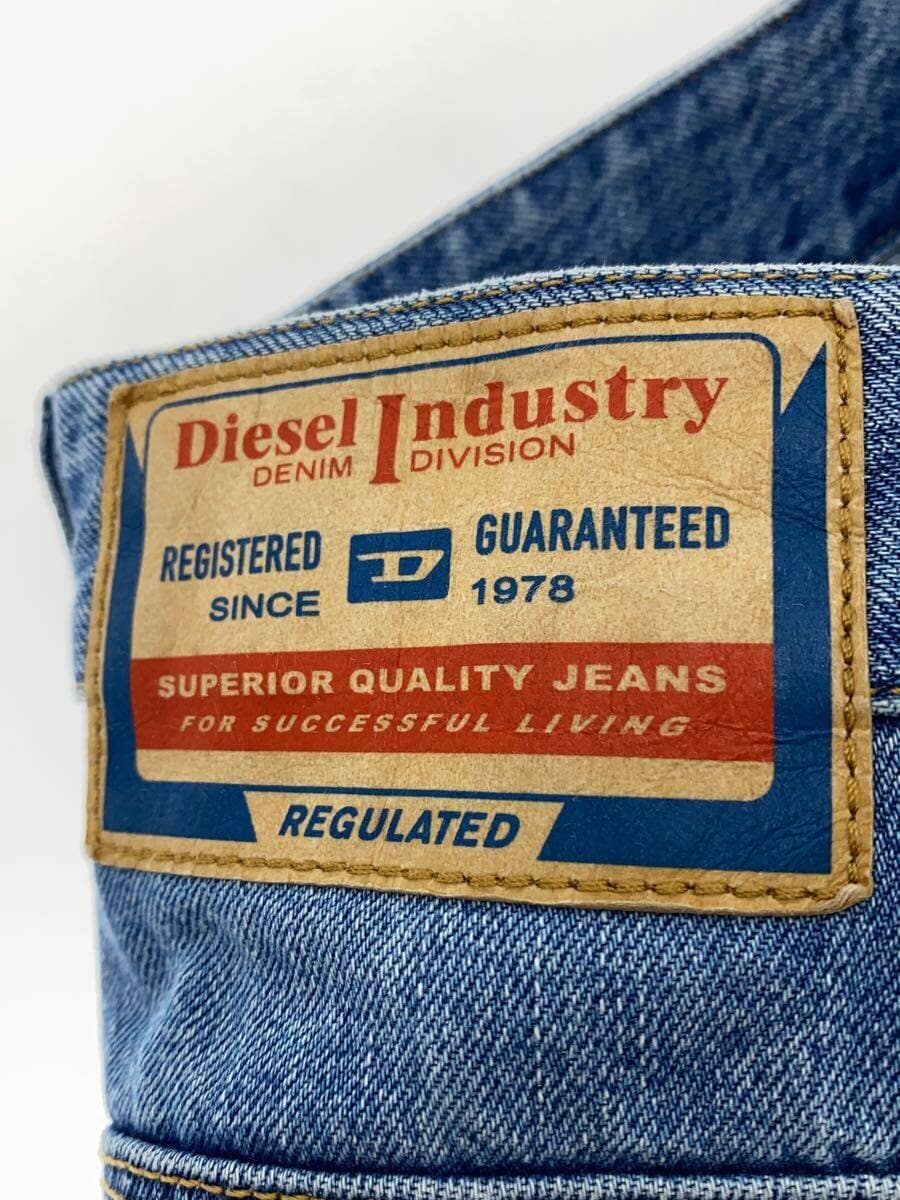 Diesel Industry
DENIM DIVISION
REGISTERED D GUARANTEED
SINCE 1978
SUPERIOR QUALITY JEANS
FOR SUCCESSFUL LIVING
REGULATED